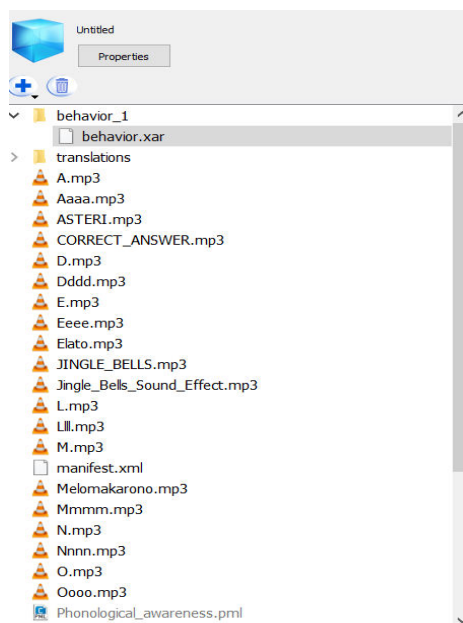 Untitled
Properties
behavior_1
behavior.xar
translations
A.mp3
Aaaa.mp3
ASTERI.mp3
CORRECT_ANSWER.mp3
D.mp3
Dddd.mp3
E.mp3
Eeee.mp3
Elato.mp3
JINGLE_BELLS.mp3
Jingle_Bells_Sound_Effect.mp3
L.mp3
Llll.mp3
M.mp3
manifest.xml
Melomakarono.mp3
Mmmm.mp3
N.mp3
Nnnn.mp3
O.mp3
Oooo.mp3
Phonological_awareness.pml